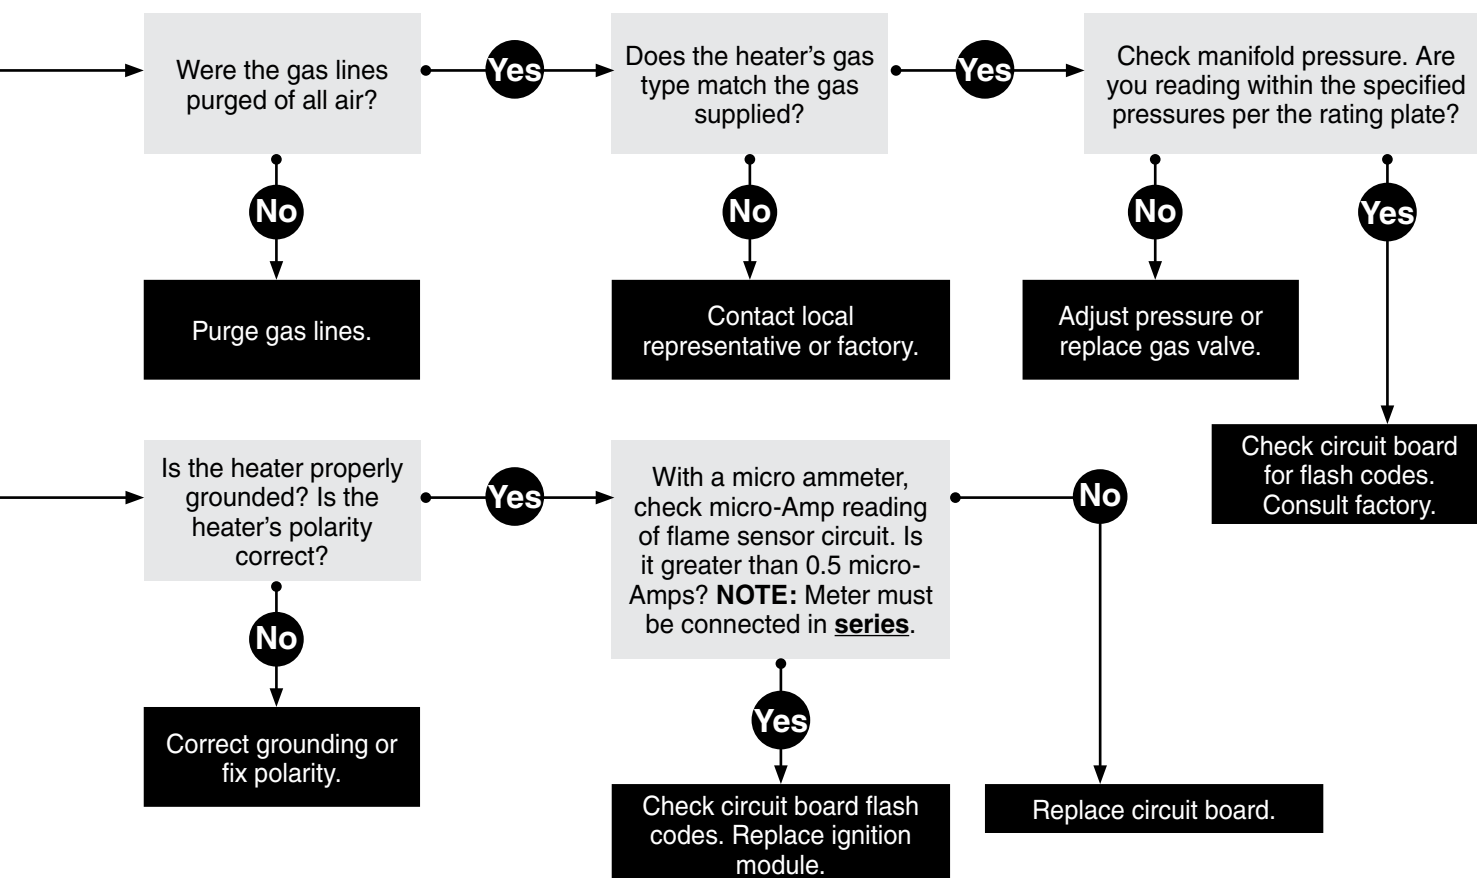 Were the gas lines
purged of all air?
Yes
Does the heater's gas
type match the gas
supplied?
Yes
Check manifold pressure. Are
you reading within the specified
pressures per the rating plate?
No
No
No
Yes
Purge gas lines.
Contact local
representative or factory.
Adjust pressure or
replace gas valve.
Check circuit board
for flash codes.
Consult factory.
Is the heater properly
grounded? Is the
heater's polarity
correct?
Yes
With a micro ammeter,
check micro-Amp reading
of flame sensor circuit. Is
it greater than 0.5 micro-
Amps? NOTE: Meter must
be connected in series.
No
No
Yes
Correct grounding or
fix polarity.
Check circuit board flash
codes. Replace ignition
module.
Replace circuit board.